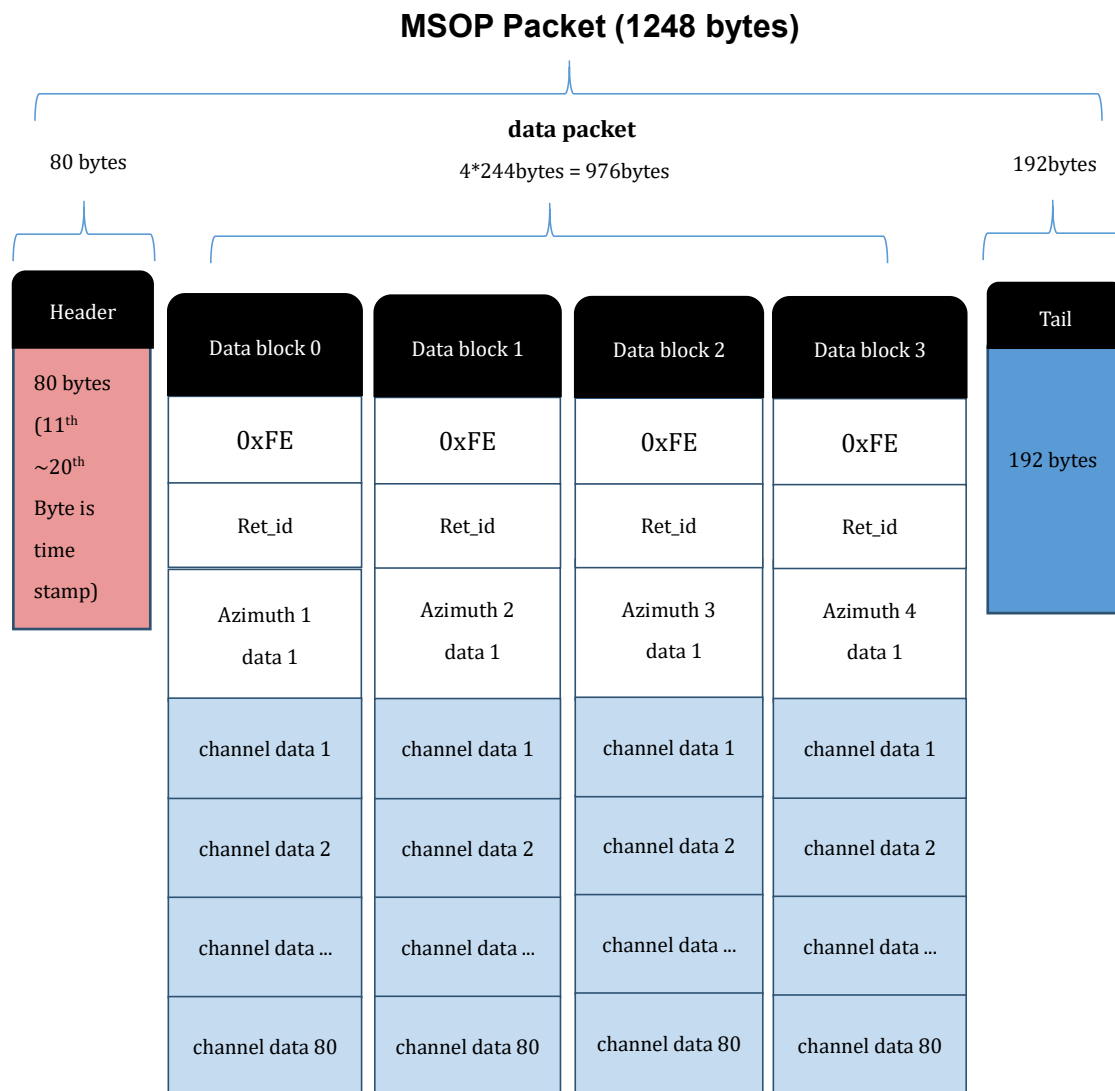 MSOP Packet (1248 bytes)
data packet
80 bytes
4*244bytes = 976bytes
192bytes
Header
80 bytes
(11th
~20th
Byte is
time
stamp)
Data block 0
0xFE
Ret_id
Azimuth 1
data 1
channel data 1
channel data 2
channel data ...
channel data 80
Data block 1
0xFE
Ret_id
Azimuth 2
data 1
channel data 1
channel data 2
channel data ...
channel data 80
Data block 2
0xFE
Ret_id
Azimuth 3
data 1
channel data 1
channel data 2
channel data ...
channel data 80
Data block 3
0xFE
Ret_id
Azimuth 4
data 1
channel data 1
channel data 2
channel data ...
channel data 80
Tail
192 bytes